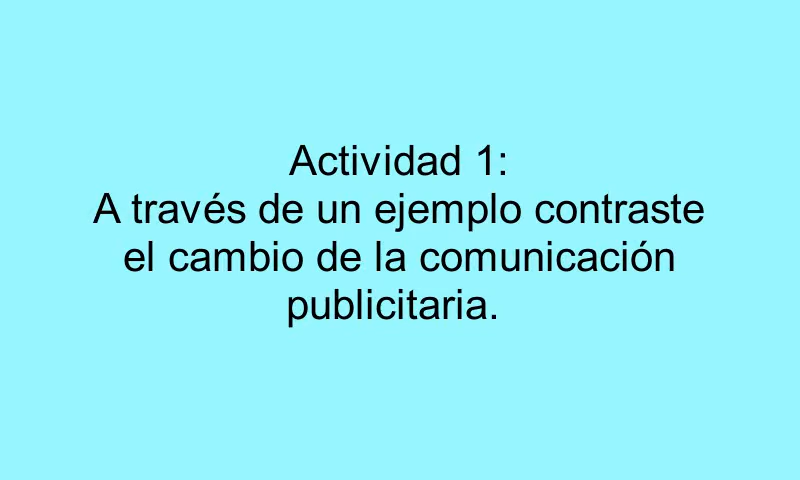 Actividad 1:
A través de un ejemplo contraste
el cambio de la comunicación
publicitaria.